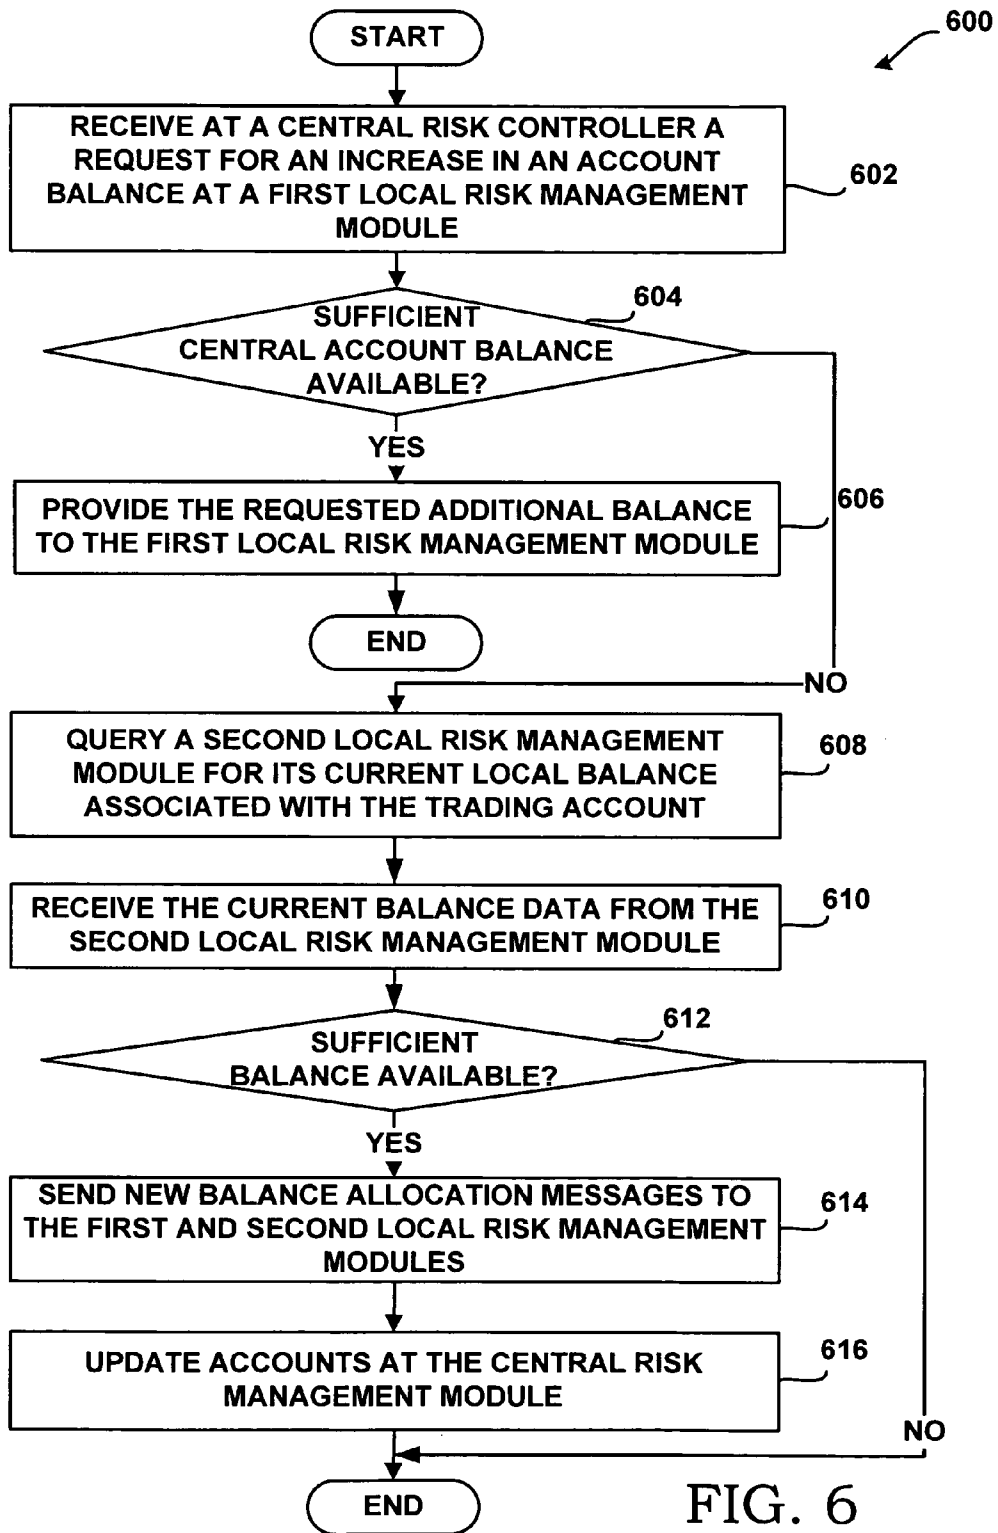 600
START
RECEIVE AT A CENTRAL RISK CONTROLLER A
REQUEST FOR AN INCREASE IN AN ACCOUNT
BALANCE AT A FIRST LOCAL RISK MANAGEMENT
MODULE
602
604
SUFFICIENT
CENTRAL ACCOUNT BALANCE
AVAILABLE?
YES
PROVIDE THE REQUESTED ADDITIONAL BALANCE
TO THE FIRST LOCAL RISK MANAGEMENT MODULE
606
END
NO
QUERY A SECOND LOCAL RISK MANAGEMENT
MODULE FOR ITS CURRENT LOCAL BALANCE
ASSOCIATED WITH THE TRADING ACCOUNT
608
RECEIVE THE CURRENT BALANCE DATA FROM THE
SECOND LOCAL RISK MANAGEMENT MODULE
610
612
SUFFICIENT
BALANCE AVAILABLE?
YES
SEND NEW BALANCE ALLOCATION MESSAGES TO
THE FIRST AND SECOND LOCAL RISK MANAGEMENT
MODULES
614
UPDATE ACCOUNTS AT THE CENTRAL RISK
MANAGEMENT MODULE
616
NO
END
FIG. 6